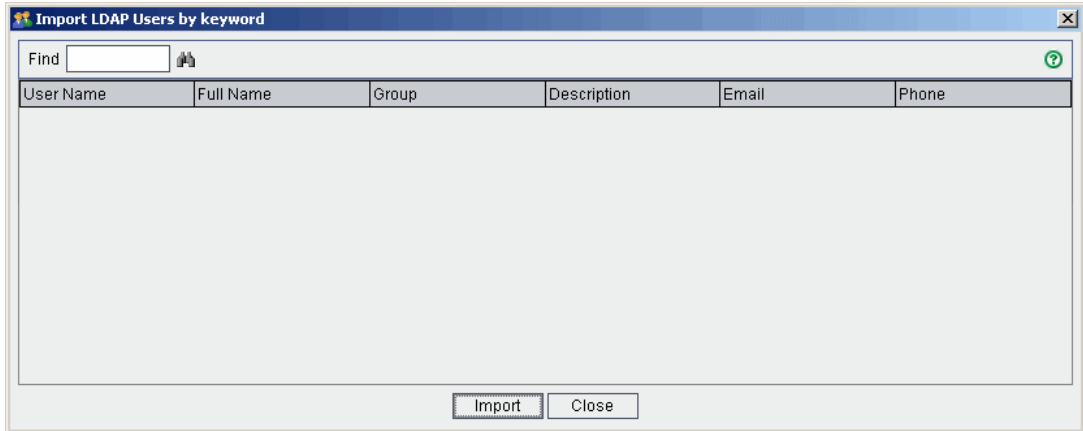 Import LDAP Users by keyword
Find
User Name Full Name Group Description Email Phone
Import Close